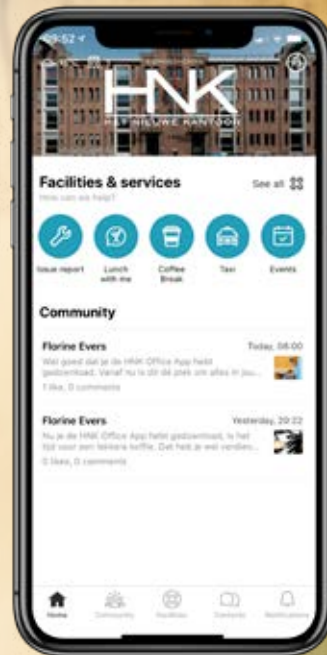 09:52
HNK
HET NIEUWE KANTOOR
Facilities & services See all
How can we help?
Issue report Lunch with me Coffee Break Taxi Events
Community
Florine Evers Today, 08:00
Wat goed dat je de HNK Office App hebt
gedownload. Vanaf nu is dit dé plek om alles in jou...
1 like, 0 comments
Florine Evers Yesterday, 20:22
Nu je de HNK Office App hebt gedownload, is het
tijd voor een lekkere koffie. Dat heb je wel verdien...
0 likes, 0 comments
Home Community Facilities Contacts Notifications